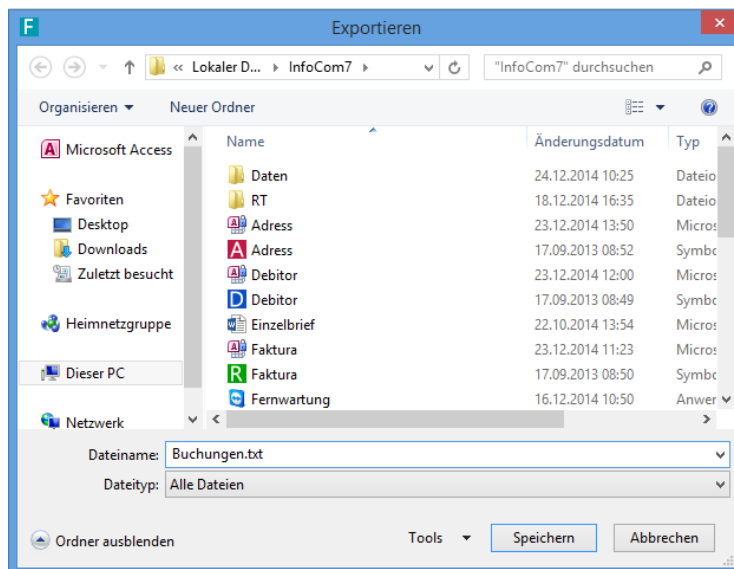 F Exportieren
« Lokaler D... InfoCom7 "InfoCom7" durchsuchen
Organisieren Neuer Ordner
Name Änderungsdatum Typ
Microsoft Access
Favoriten
Desktop
Downloads
Zuletzt besucht
Heimnetzgruppe
Dieser PC
Netzwerk
Daten 24.12.2014 10:25 Dateio
RT 18.12.2014 16:35 Dateio
Adress 23.12.2014 13:50 Micros
A Adress 17.09.2013 08:52 Symbo
Debitor 23.12.2014 12:00 Micros
D Debitor 17.09.2013 08:49 Symbo
Einzelbrief 22.10.2014 13:54 Micros
Faktura 23.12.2014 11:23 Micros
R Faktura 17.09.2013 08:50 Symbo
Fernwartung 16.12.2014 10:50 Anwer
Dateiname: Buchungen.txt
Dateityp: Alle Dateien
Ordner ausblenden Tools Speichern Abbrechen